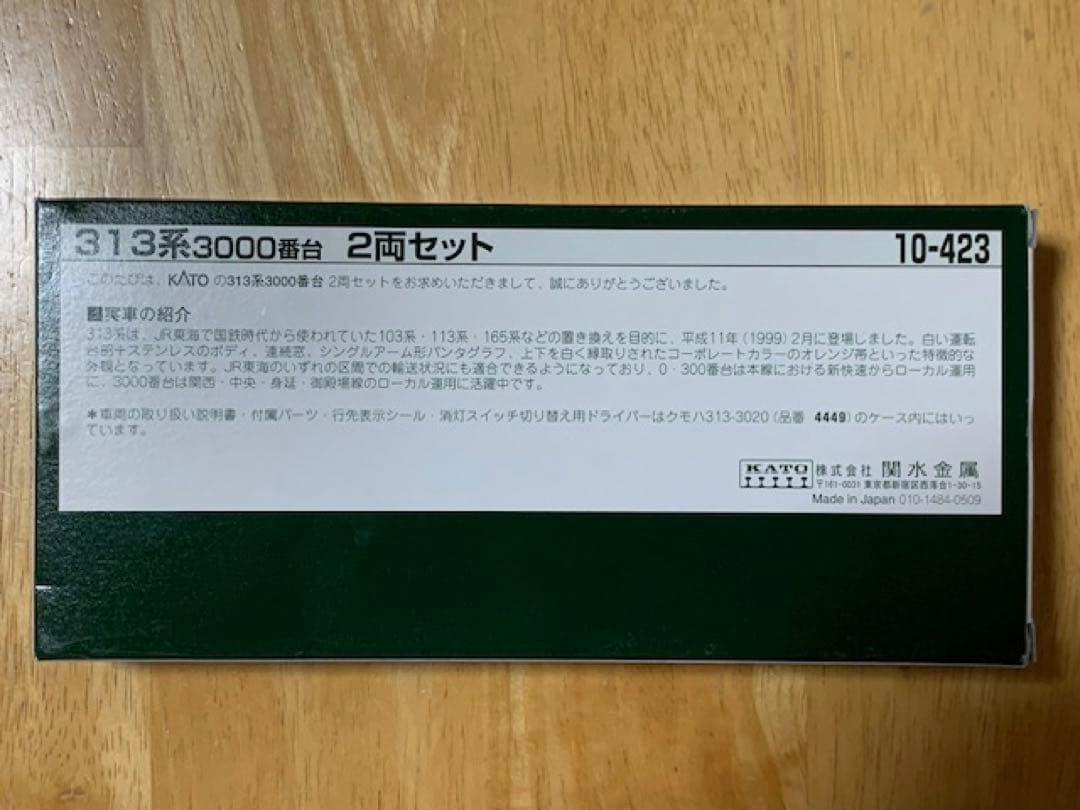 313系3000番台 2両セット 10-423
このたびは、KATOの313系3000番台 2両セットをお求めいただきまして、誠にありがとうございました。
■実車の紹介
313系は、JR東海で国鉄時代から使われていた103系・113系・165系などの置き換えを目的に、平成11年(1999)2月に登場しました。白い運転
台部+ステンレスのボディ、連続窓、シングルアーム形パンタグラフ、上下を白く縁取りされたコーポレートカラーのオレンジ帯といった特徴的な
外観となっています。JR東海のいずれの区間での輸送状況にも適合できるようになっており、0・300番台は本線における新快速からローカル運用
に、3000番台は関西・中央・身延・御殿場線のローカル運用に活躍中です。
*車両の取り扱い説明書・付属パーツ・行先表示シール・消灯スイッチ切り替え用ドライバーはクモハ313-3020(品番 4449)のケース内にはいっ
ています。
KATO 株式会社 関水金属
〒161-0031 東京都新宿区西落合1-30-15
Made in Japan 010-1484-0509